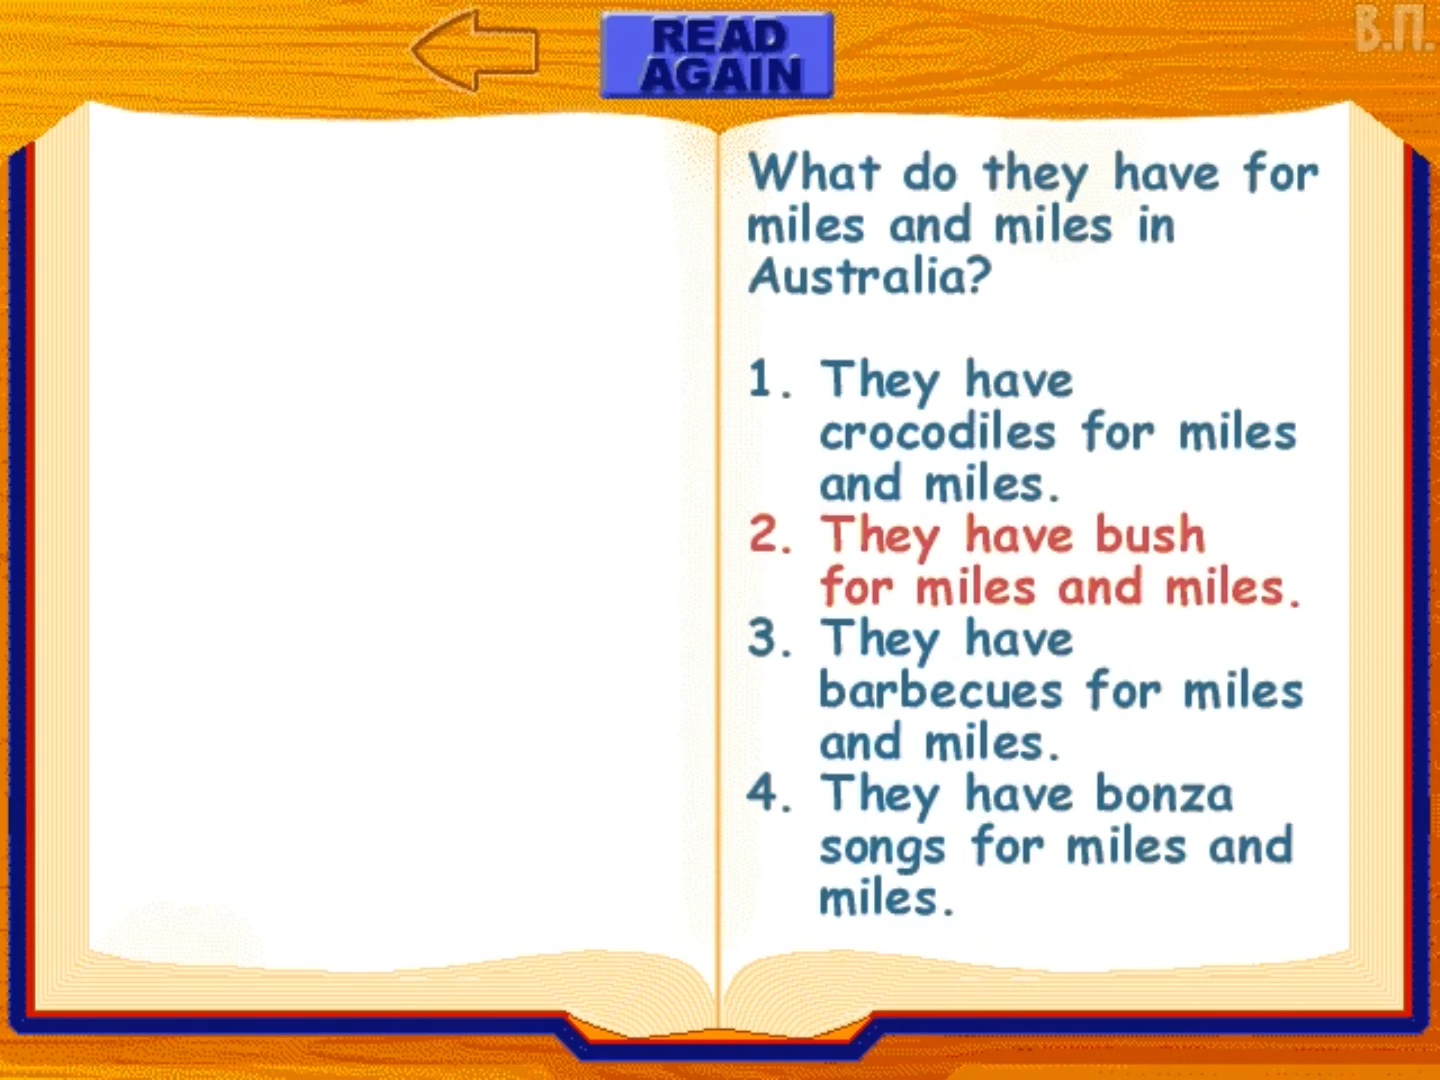 READ
AGAIN
В.П.
What do they have for
miles and miles in
Australia?
1. They have
crocodiles for miles
and miles.
2. They have bush
for miles and miles.
3. They have
barbecues for miles
and miles.
4. They have bonza
songs for miles and
miles.